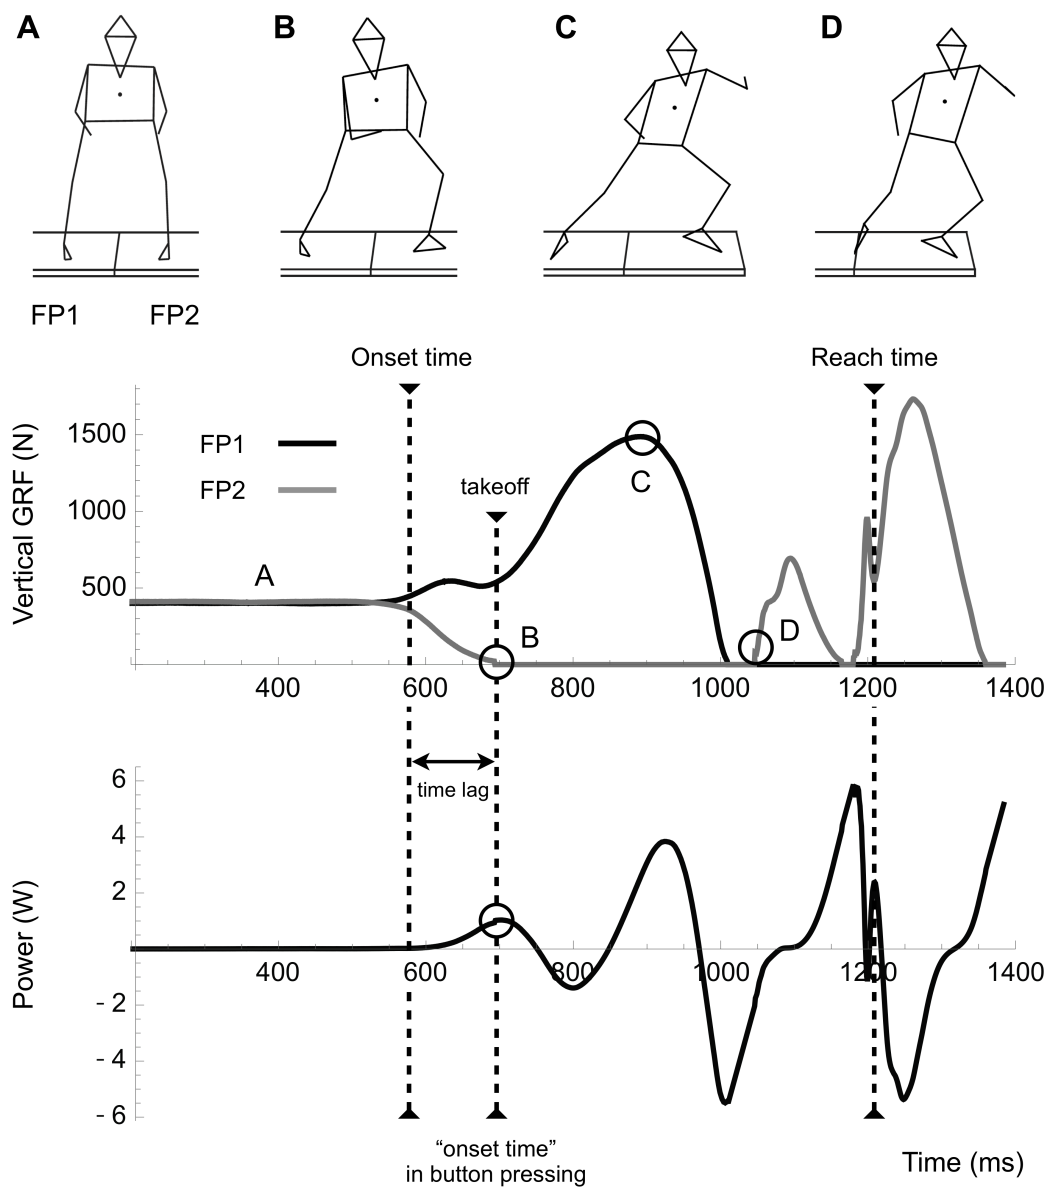 A B C D
FP1 FP2
Onset time Reach time
Vertical GRF (N)
1500
1000
500
FP1
FP2
takeoff
A
B
C
D
400 600 800 1000 1200 1400
time lag
Power (W)
6
4
2
- 2
- 4
- 6
400 600 800 1000 1200 1400
“onset time”
in button pressing
Time (ms)